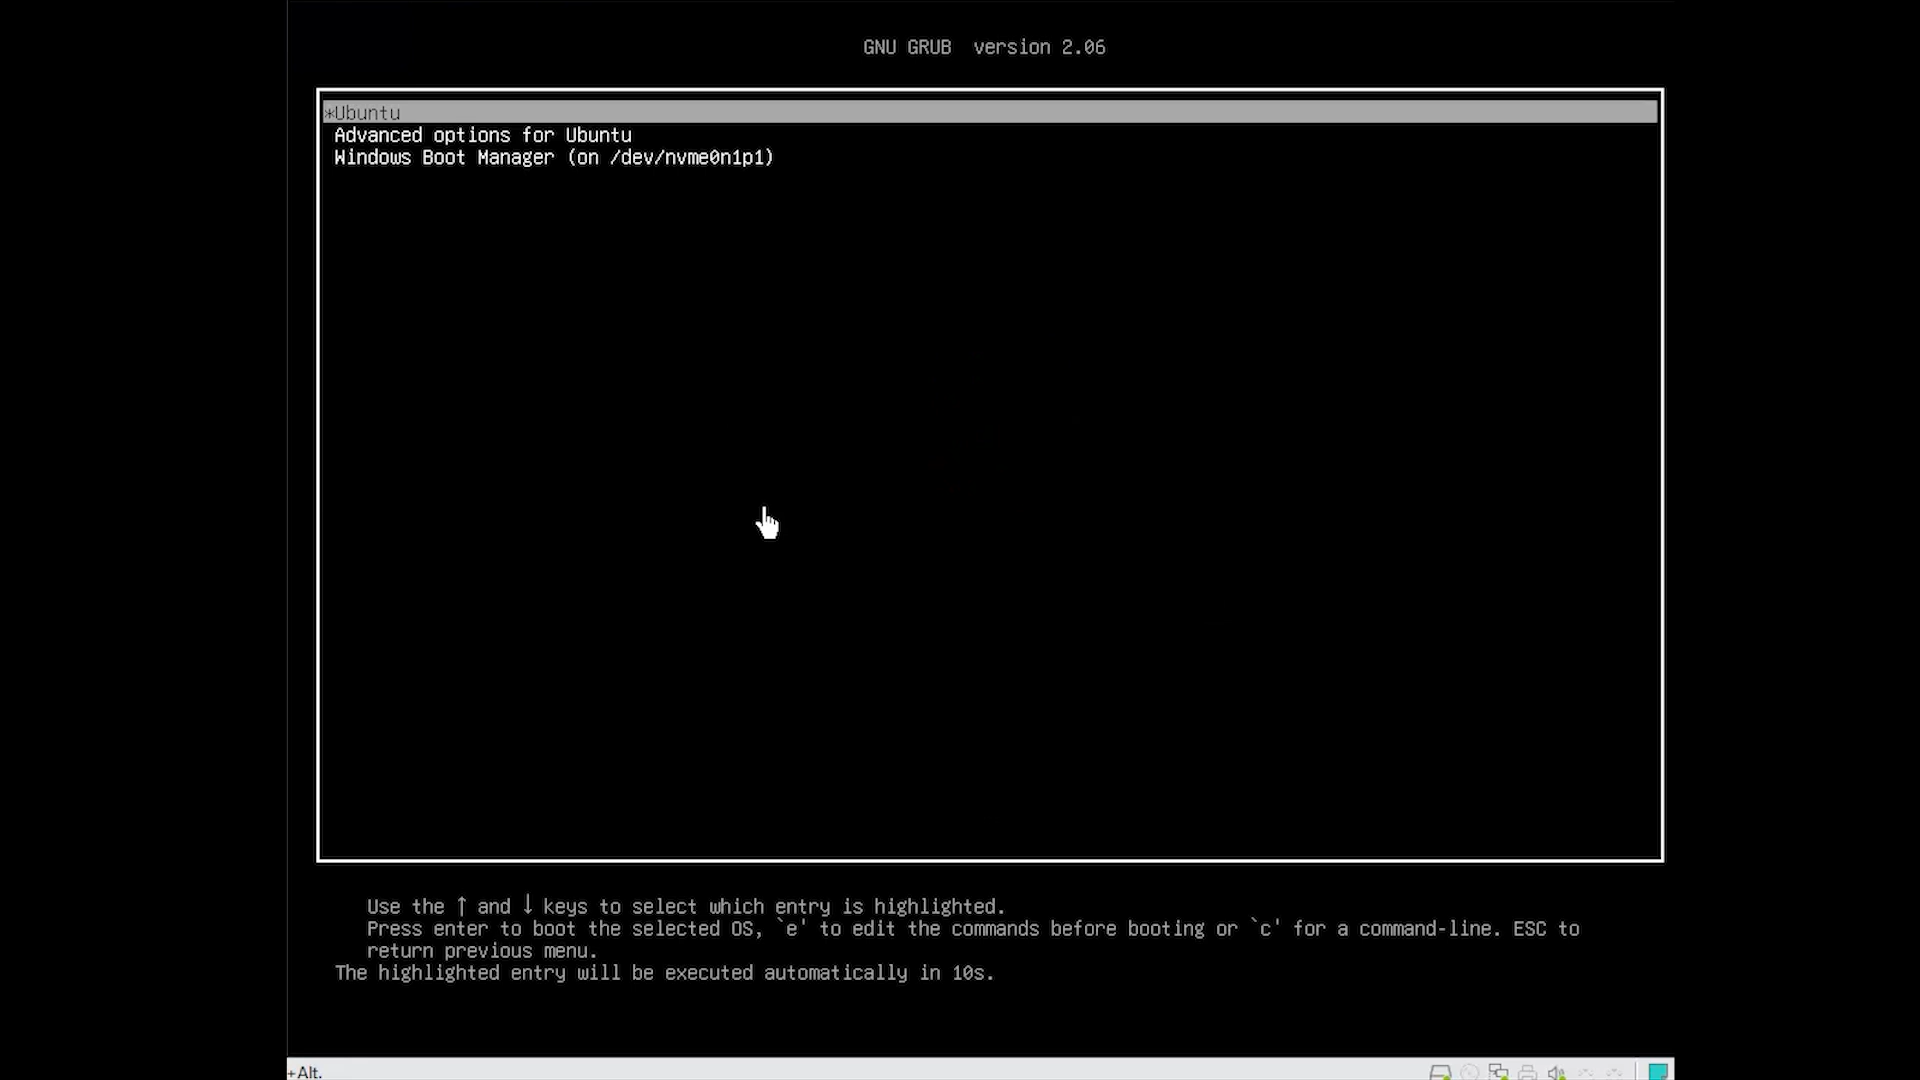 GNU GRUB  version 2.06
*Ubuntu
Advanced options for Ubuntu
Windows Boot Manager (on /dev/nvme0n1p1)
Use the ↑ and ↓ keys to select which entry is highlighted.
Press enter to boot the selected OS, `e' to edit the commands before booting or `c' for a command-line. ESC to
return previous menu.
The highlighted entry will be executed automatically in 10s.
+Alt.